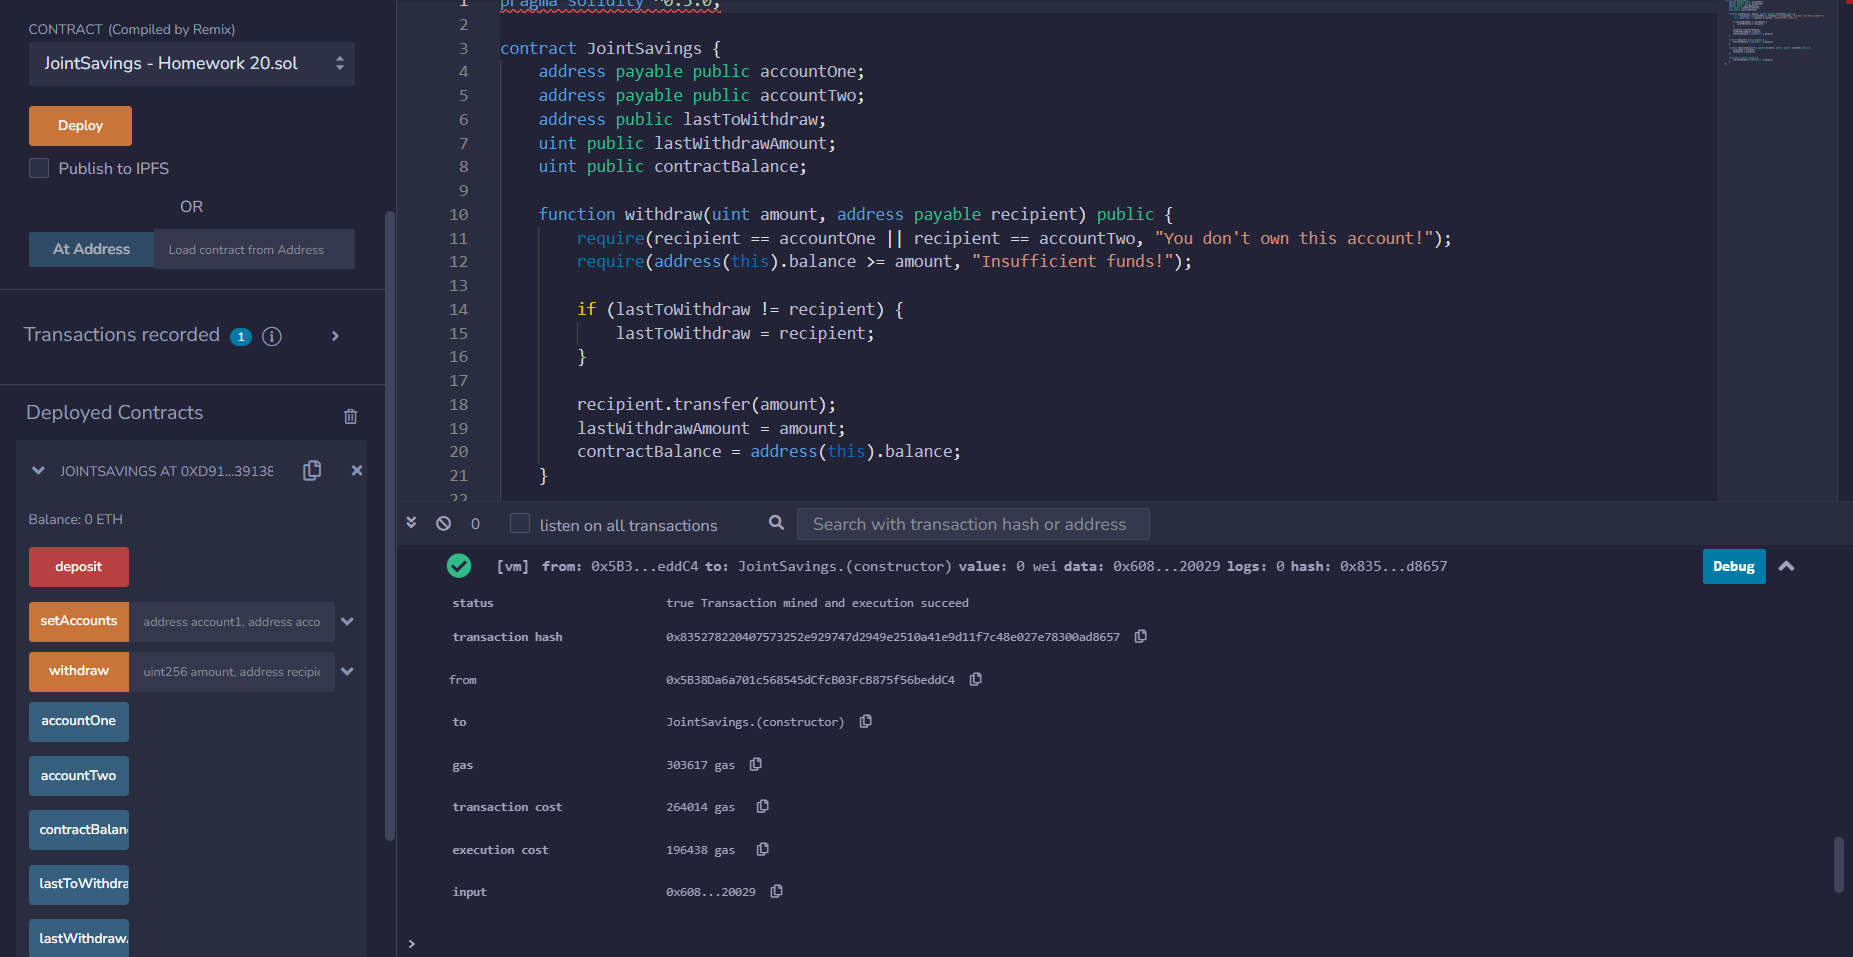 CONTRACT (Compiled by Remix)
JointSavings - Homework 20.sol
Deploy
Publish to IPFS
OR
At Address Load contract from Address
Transactions recorded 1 i
Deployed Contracts
JOINTSAVINGS AT 0XD91...39138
Balance: 0 ETH
deposit
setAccounts address account1, address acco
withdraw uint256 amount, address recipie
accountOne
accountTwo
contractBalan
lastToWithdra
lastWithdrawA
1 pragma solidity ^0.5.0;
2
3 contract JointSavings {
4 address payable public accountOne;
5 address payable public accountTwo;
6 address public lastToWithdraw;
7 uint public lastWithdrawAmount;
8 uint public contractBalance;
9
10 function withdraw(uint amount, address payable recipient) public {
11 require(recipient == accountOne || recipient == accountTwo, "You don't own this account!");
12 require(address(this).balance >= amount, "Insufficient funds!");
13
14 if (lastToWithdraw != recipient) {
15 lastToWithdraw = recipient;
16 }
17
18 recipient.transfer(amount);
19 lastWithdrawAmount = amount;
20 contractBalance = address(this).balance;
21 }
22
0 listen on all transactions Search with transaction hash or address
[vm] from: 0x5B3...eddC4 to: JointSavings.(constructor) value: 0 wei data: 0x608...20029 logs: 0 hash: 0x835...d8657 Debug
status true Transaction mined and execution succeed
transaction hash 0x835278220407573252e929747d2949e2510a41e9d11f7c48e027e78300ad8657
from 0x5B38Da6a701c568545dCfcB03FcB875f56beddC4
to JointSavings.(constructor)
gas 303617 gas
transaction cost 264014 gas
execution cost 196438 gas
input 0x608...20029
>